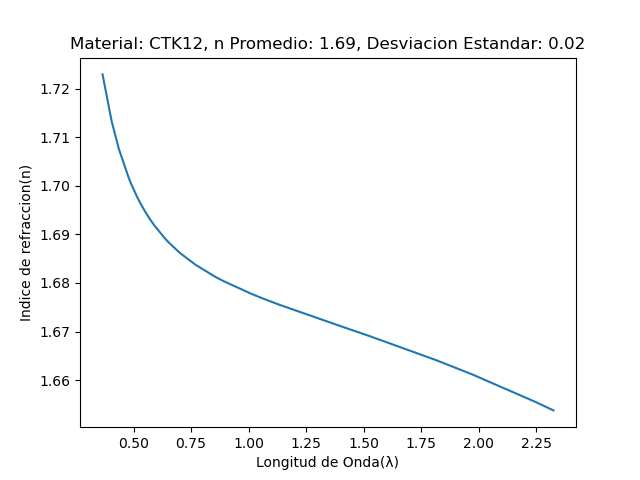 Material: CTK12, n Promedio: 1.69, Desviacion Estandar: 0.02
1.72
1.71
1.70
1.69
1.68
1.67
1.66
Indice de refraccion(n)
0.50 0.75 1.00 1.25 1.50 1.75 2.00 2.25
Longitud de Onda(λ)